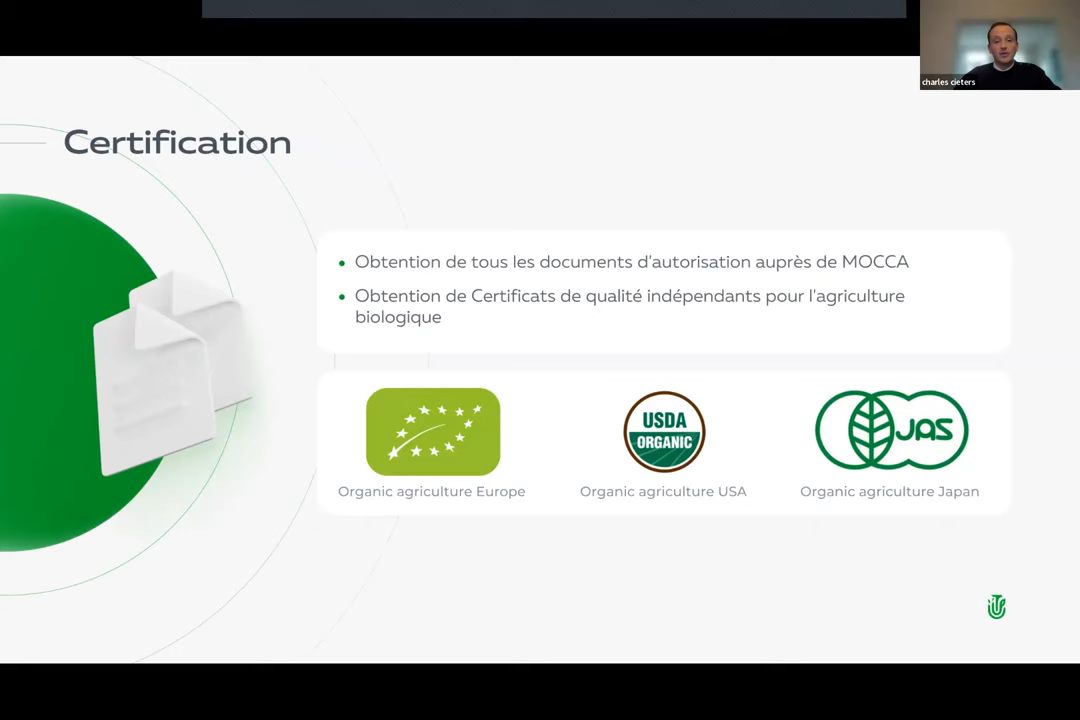 charles cieters
Certification
Obtention de tous les documents d'autorisation auprès de MOCCA
Obtention de Certificats de qualité indépendants pour l'agriculture
biologique
USDA
ORGANIC
JAS
Organic agriculture Europe
Organic agriculture USA
Organic agriculture Japan